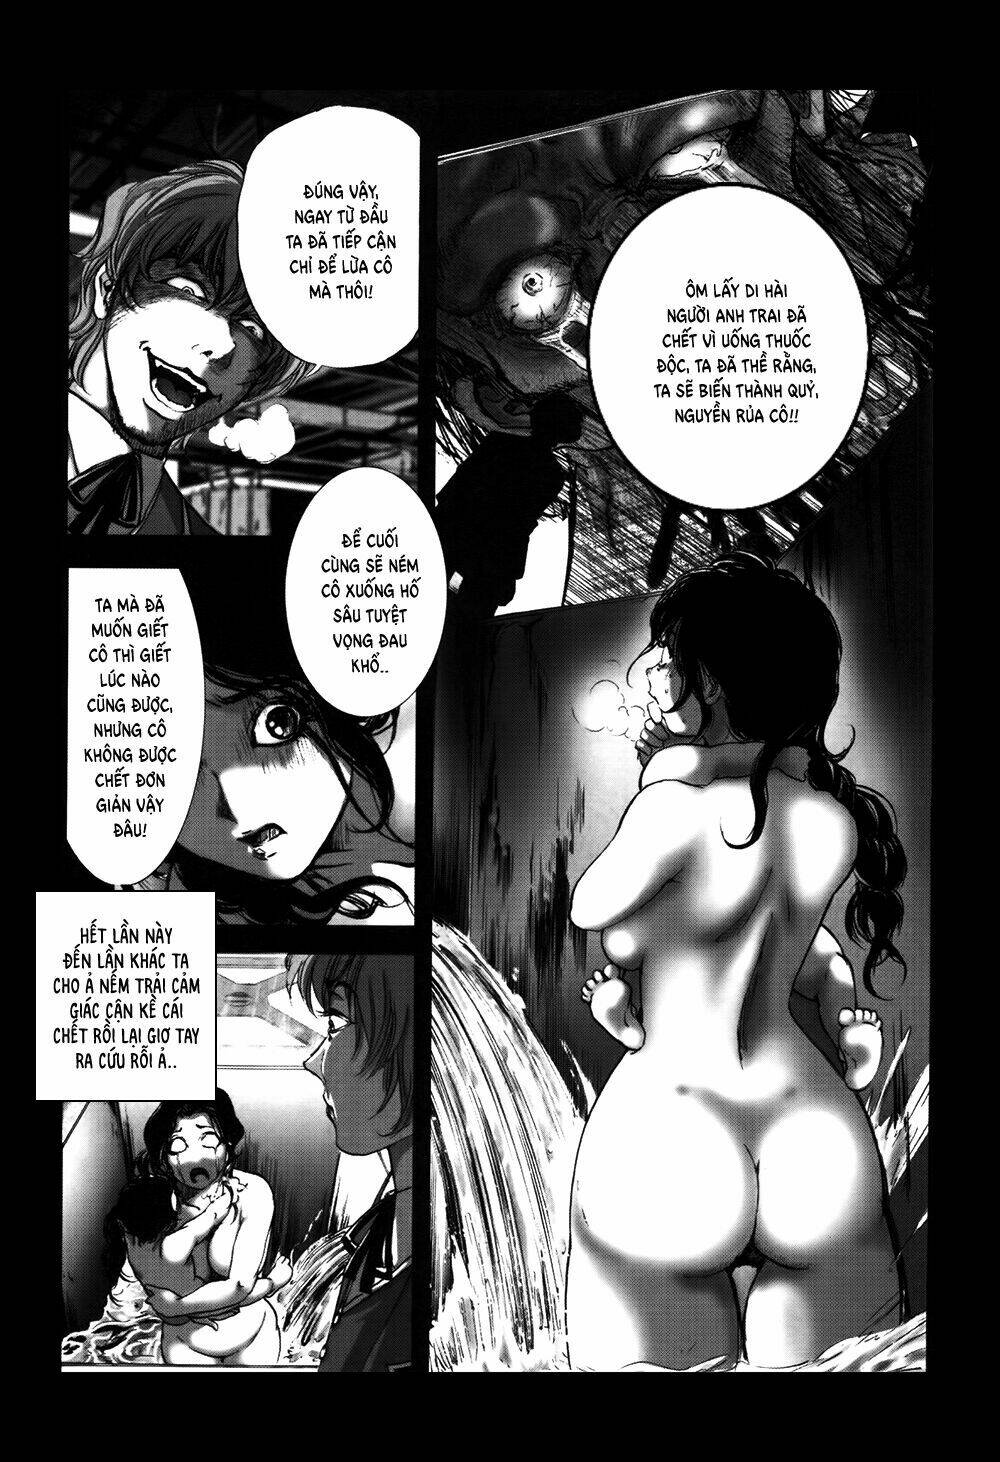 ÔM LẤY DI HÀI
NGƯỜI ANH TRAI ĐÃ
CHẾT VÌ UỐNG THUỐC
ĐỘC, TA ĐÃ THỀ RẰNG,
TA SẼ BIẾN THÀNH QUỶ,
NGUYỀN RỦA CÔ!!
ĐÚNG VẬY,
NGAY TỪ ĐẦU
TA ĐÃ TIẾP CẬN
CHỈ ĐỂ LỪA CÔ
MÀ THÔI!
ĐỂ CUỐI
CÙNG SẼ NÉM
CÔ XUỐNG HỐ
SÂU TUYỆT
VỌNG ĐAU
KHỔ..
TA MÀ ĐÃ
MUỐN GIẾT
CÔ THÌ GIẾT
LÚC NÀO
CŨNG ĐƯỢC,
NHƯNG CÔ
KHÔNG ĐƯỢC
CHẾT ĐƠN
GIẢN VẬY
ĐÂU!
HẾT LẦN NÀY
ĐẾN LẦN KHÁC TA
CHO Ả NẾM TRẢI CẢM
GIÁC CẬN KỀ CÁI
CHẾT RỒI LẠI GIƠ TAY
RA CỨU RỖI Ả..